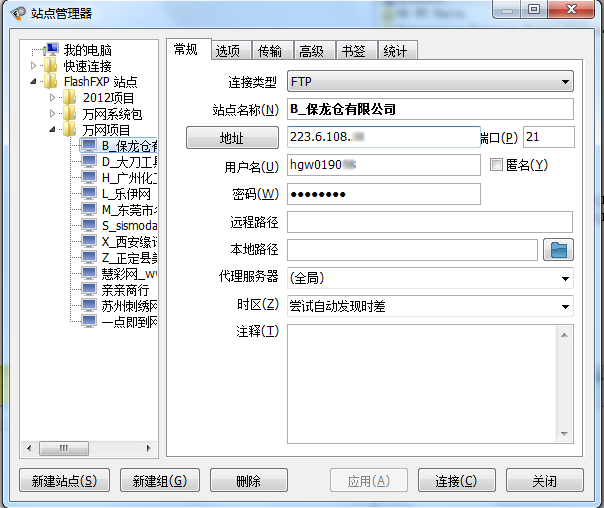 站点管理器
我的电脑
快速连接
FlashFXP 站点
2012项目
万网系统包
万网项目
B_保龙仓有
D_大刀工具
H_广州化工
L_乐伊网
M_东莞市
S_sismoda
X_西安缘
Z_正定县
慧彩网_w
亲亲商行
苏州刺绣网
一点即到网
常规 选项 传输 高级 书签 统计
连接类型 FTP
站点名称(N) B_保龙仓有限公司
地址 223.6.108. 端口(P) 21
用户名(U) hgw0190 匿名(Y)
密码(W) ●●●●●●●●
远程路径
本地路径
代理服务器 (全局)
时区(Z) 尝试自动发现时差
注释(T)
新建站点(S) 新建组(G) 删除 应用(A) 连接(C) 关闭